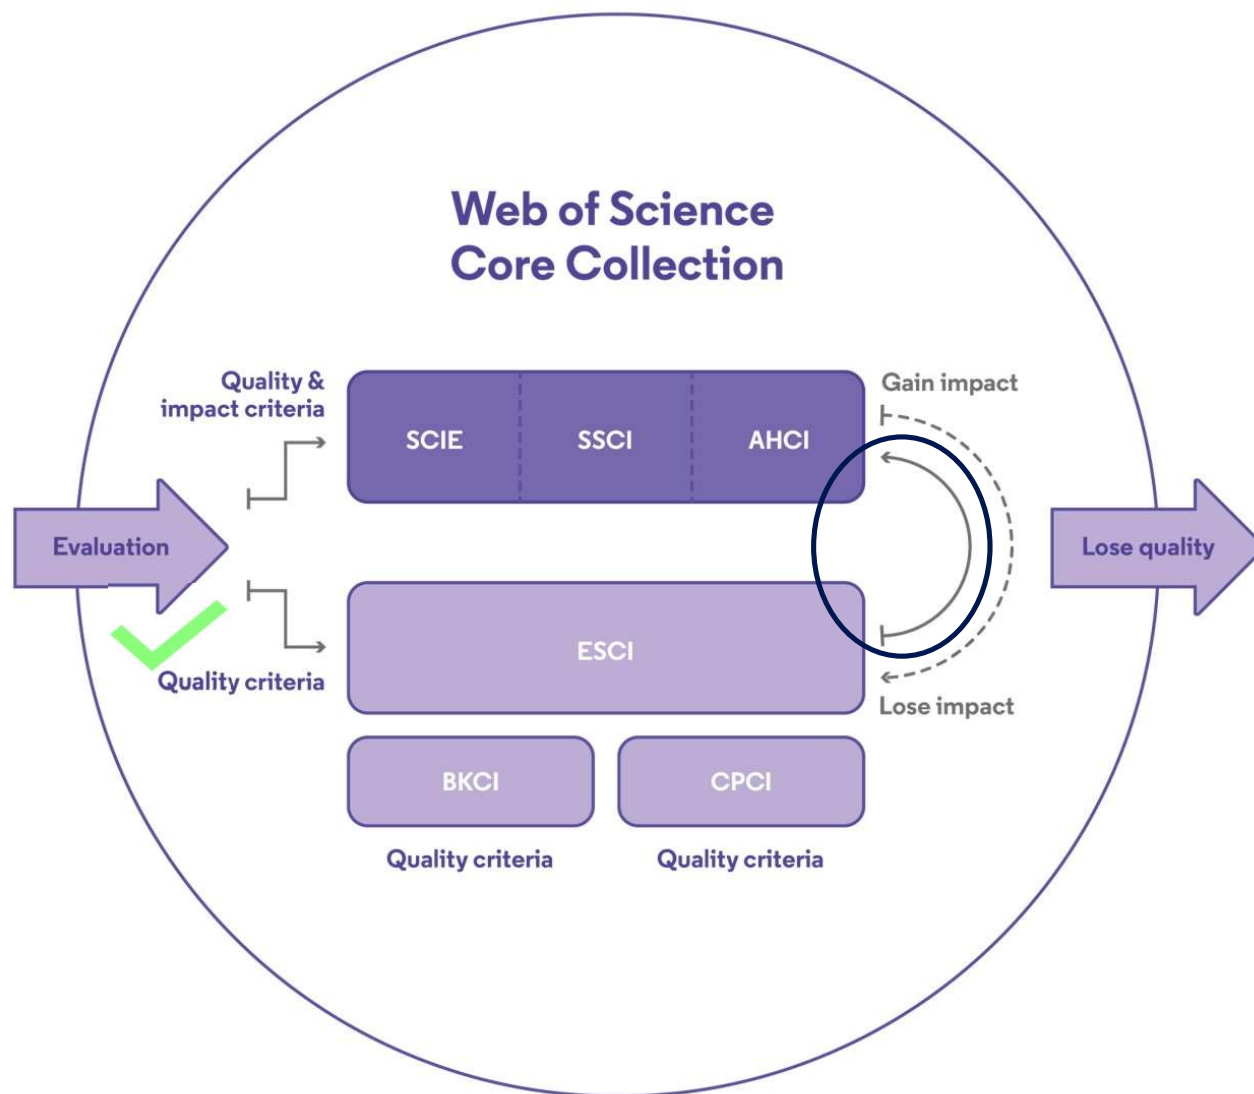 Web of Science
Core Collection
Quality &
impact criteria
SCIE
SSCI
AHCI
Gain impact
Evaluation
Lose quality
ESCI
Quality criteria
Lose impact
BKCI
CPCI
Quality criteria
Quality criteria